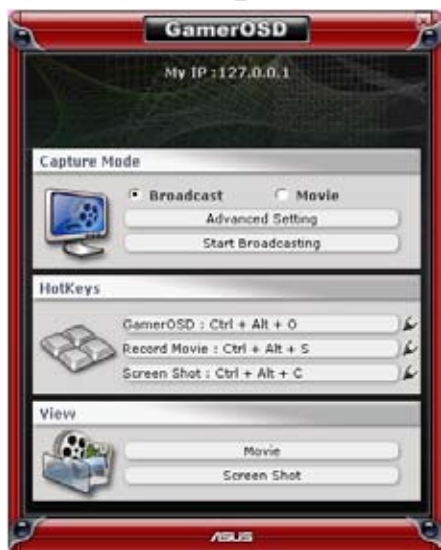 GamerOSD
My IP :127.0.0.1
Capture Mode
Broadcast Movie
Advanced Setting
Start Broadcasting
HotKeys
GamerOSD : Ctrl + Alt + O
Record Movie : Ctrl + Alt + S
Screen Shot : Ctrl + Alt + C
View
Movie
Screen Shot
ASUS